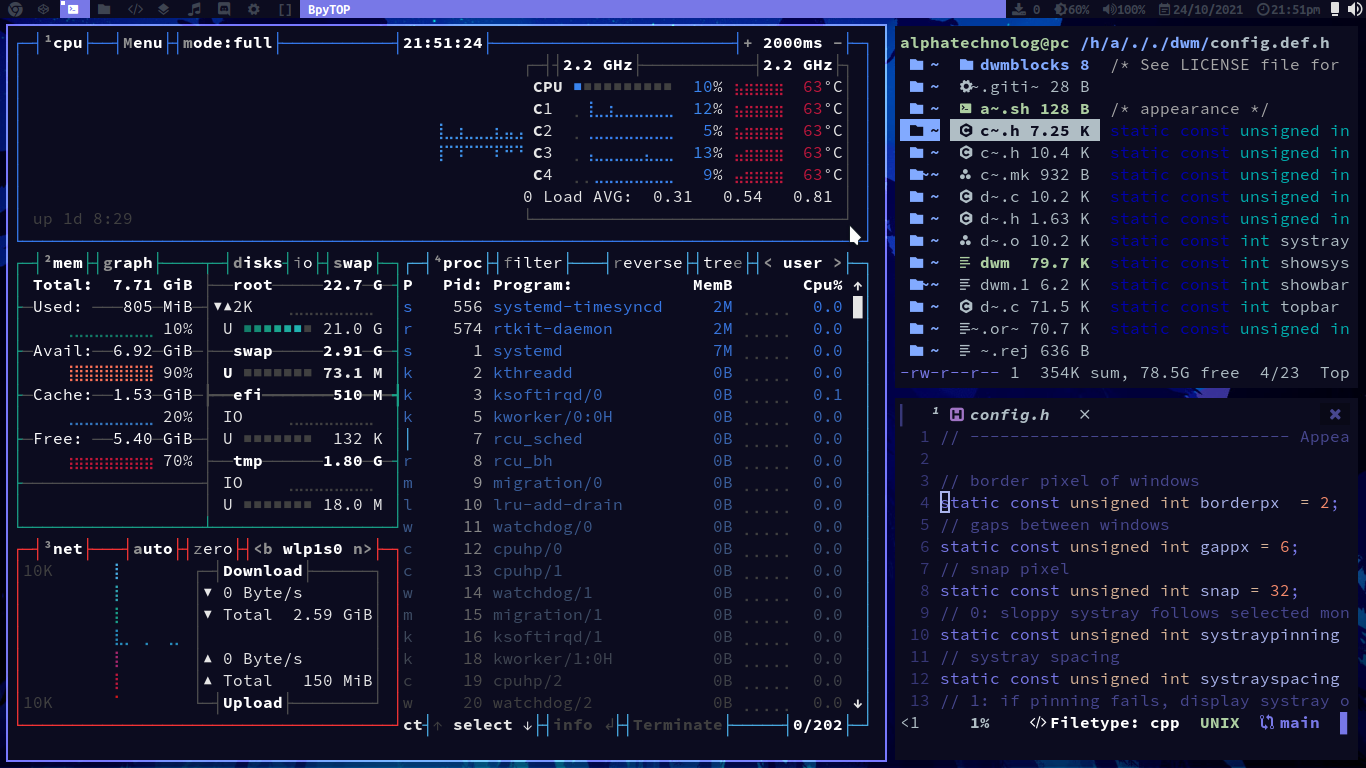 BpyTOP 0 60% 100% 24/10/2021 21:51pm
¹cpu Menu mode:full 21:51:24 + 2000ms -
2.2 GHz 2.2 GHz
CPU 10% 63°C
C1 12% 63°C
C2 5% 63°C
C3 13% 63°C
C4 9% 63°C
0 Load AVG: 0.31 0.54 0.81
up 1d 8:29
²mem graph disks io swap
Total: 7.71 GiB root 22.7 G
Used: 805 MiB ▼▲2K
10% U 21.0 G
Avail: 6.92 GiB swap 2.91 G
90% U 73.1 M
Cache: 1.53 GiB efi 510 M
20% IO
Free: 5.40 GiB U 132 K
70% tmp 1.80 G
IO
U 18.0 M
³net auto zero <b wlp1s0 n>
10K Download
▼ 0 Byte/s
▼ Total 2.59 GiB
▲ 0 Byte/s
▲ Total 150 MiB
10K Upload
⁴proc filter reverse tree < user >
P Pid: Program: MemB Cpu% ↑
s 556 systemd-timesyncd 2M 0.0
r 574 rtkit-daemon 2M 0.0
s 1 systemd 7M 0.0
k 2 kthreadd 0B 0.0
k 3 ksoftirqd/0 0B 0.1
k 5 kworker/0:0H 0B 0.0
7 rcu_sched 0B 0.0
r 8 rcu_bh 0B 0.0
m 9 migration/0 0B 0.0
l 10 lru-add-drain 0B 0.0
w 11 watchdog/0 0B 0.0
c 12 cpuhp/0 0B 0.0
c 13 cpuhp/1 0B 0.0
w 14 watchdog/1 0B 0.0
m 15 migration/1 0B 0.0
k 16 ksoftirqd/1 0B 0.0
k 18 kworker/1:0H 0B 0.0
c 19 cpuhp/2 0B 0.0
w 20 watchdog/2 0B 0.0 ↓
ct ↑ select ↓ info ↲ Terminate 0/202
alphatechnolog@pc /h/a/././dwm/config.def.h
~ dwmblocks 8 /* See LICENSE file for
~ ~.giti~ 28 B
~ a~.sh 128 B /* appearance */
~ c~.h 7.25 K static const unsigned in
~ c~.h 10.4 K static const unsigned in
~~ c~.mk 932 B static const unsigned in
~ d~.c 10.2 K static const unsigned in
~ d~.h 1.63 K static const unsigned in
~ d~.o 10.2 K static const int systray
~ dwm 79.7 K static const int showsys
~ dwm.1 6.2 K static const int showbar
~ d~.c 71.5 K static const int topbar
~ ~.or~ 70.7 K static const unsigned in
~ ~.rej 636 B
-rw-r--r-- 1 354K sum, 78.5G free 4/23 Top
¹ config.h ×
1 // -------------------------------- Appea
2
3 // border pixel of windows
4 static const unsigned int borderpx = 2;
5 // gaps between windows
6 static const unsigned int gappx = 6;
7 // snap pixel
8 static const unsigned int snap = 32;
9 // 0: sloppy systray follows selected mon
10 static const unsigned int systraypinning
11 // systray spacing
12 static const unsigned int systrayspacing
13 // 1: if pinning fails, display systray o
<1 1% </> Filetype: cpp UNIX main